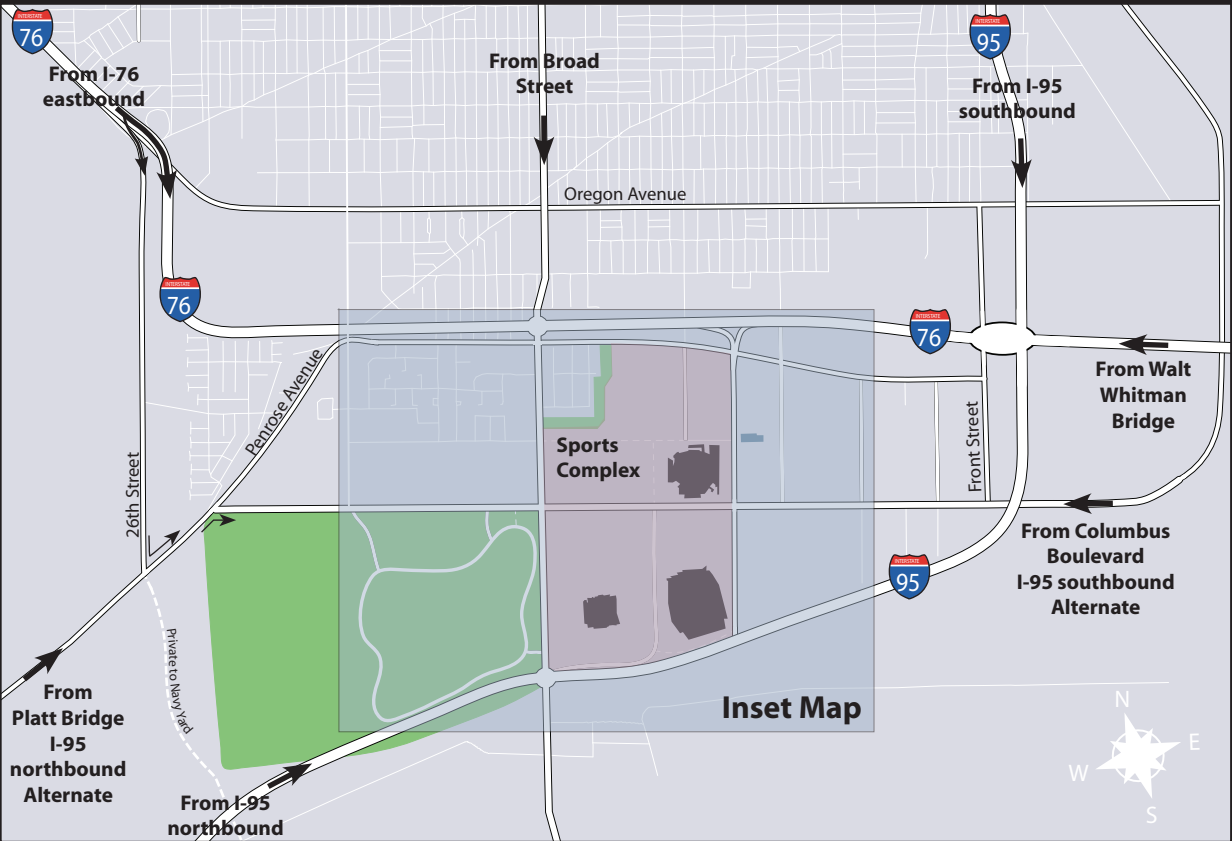 INTERSTATE
76
From I-76
eastbound
From Broad
Street
INTERSTATE
95
From I-95
southbound
Oregon Avenue
INTERSTATE
76
INTERSTATE
76
From Walt
Whitman
Bridge
Penrose Avenue
26th Street
Front Street
Sports
Complex
From Columbus
Boulevard
I-95 southbound
Alternate
INTERSTATE
95
Private to Navy Yard
From
Platt Bridge
I-95
northbound
Alternate
From I-95
northbound
Inset Map
N
E
W
S